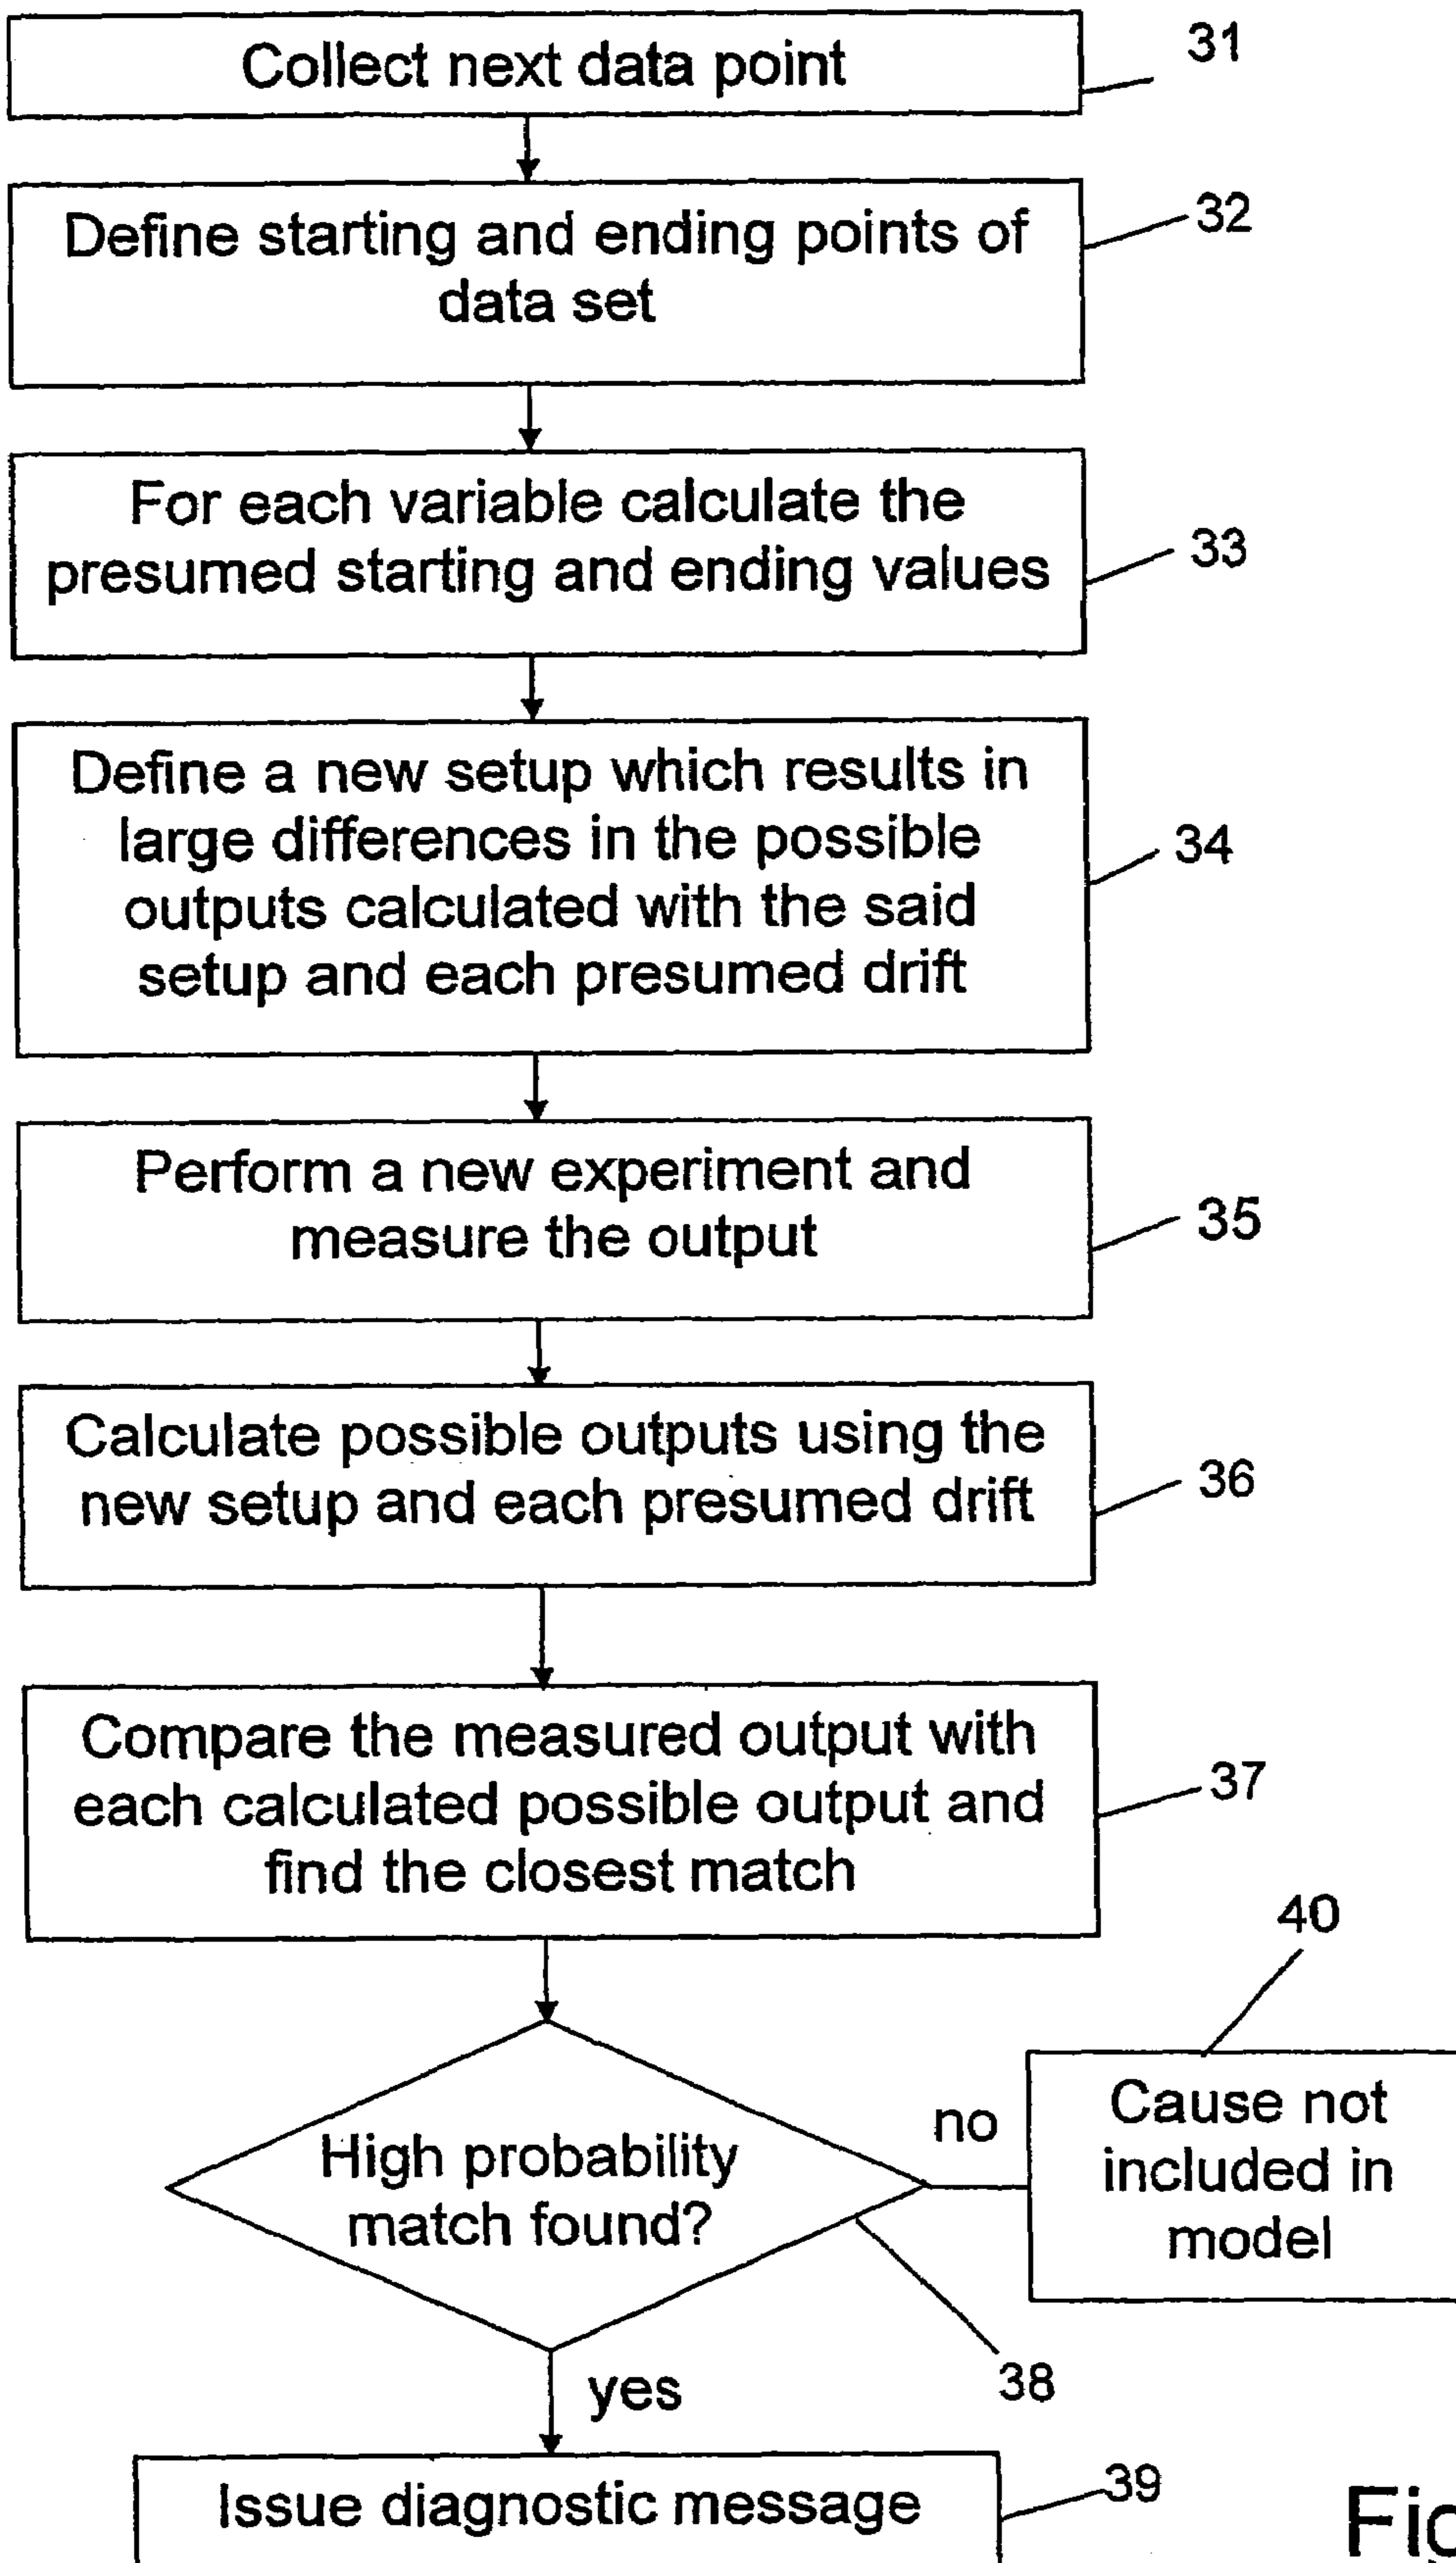 Collect next data point
31
Define starting and ending points of
data set
32
For each variable calculate the
presumed starting and ending values
33
Define a new setup which results in
large differences in the possible
outputs calculated with the said
setup and each presumed drift
34
Perform a new experiment and
measure the output
35
Calculate possible outputs using the
new setup and each presumed drift
36
Compare the measured output with
each calculated possible output and
find the closest match
37
40
High probability
match found?
no
Cause not
included in
model
38
yes
Issue diagnostic message
39